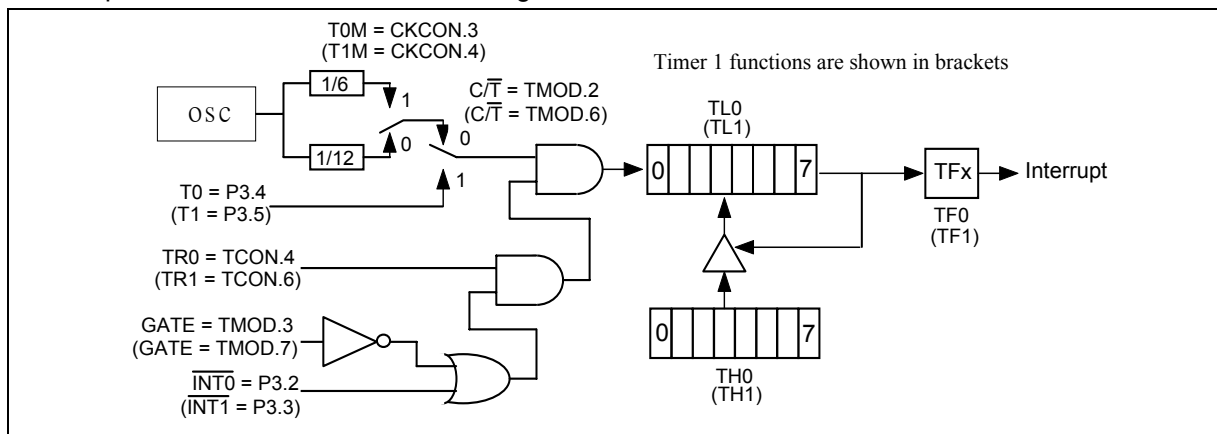 T0M = CKCON.3
(T1M = CKCON.4)
Timer 1 functions are shown in brackets
1/6
OSC
1
0
1/12
C/T̅ = TMOD.2
(C/T̅ = TMOD.6)
0
1
T0 = P3.4
(T1 = P3.5)
TL0
(TL1)
0
7
TFx
Interrupt
TF0
(TF1)
TR0 = TCON.4
(TR1 = TCON.6)
GATE = TMOD.3
(GATE = TMOD.7)
I̅N̅T̅0̅ = P3.2
(I̅N̅T̅1̅ = P3.3)
0
7
TH0
(TH1)